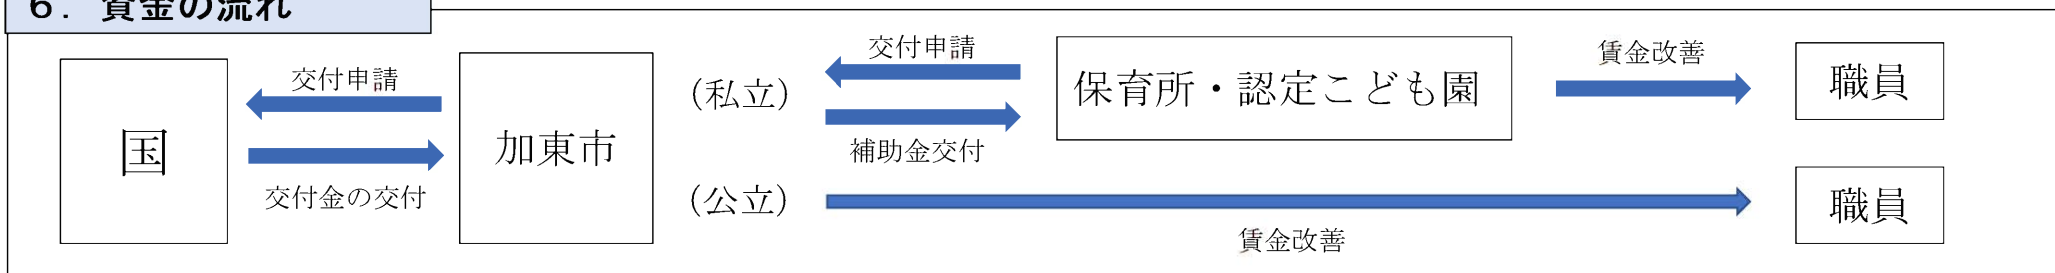 6．資金の流れ
国
交付申請
交付金の交付
加東市
（私立）
交付申請
補助金交付
保育所・認定こども園
賃金改善
職員
（公立）
賃金改善
職員